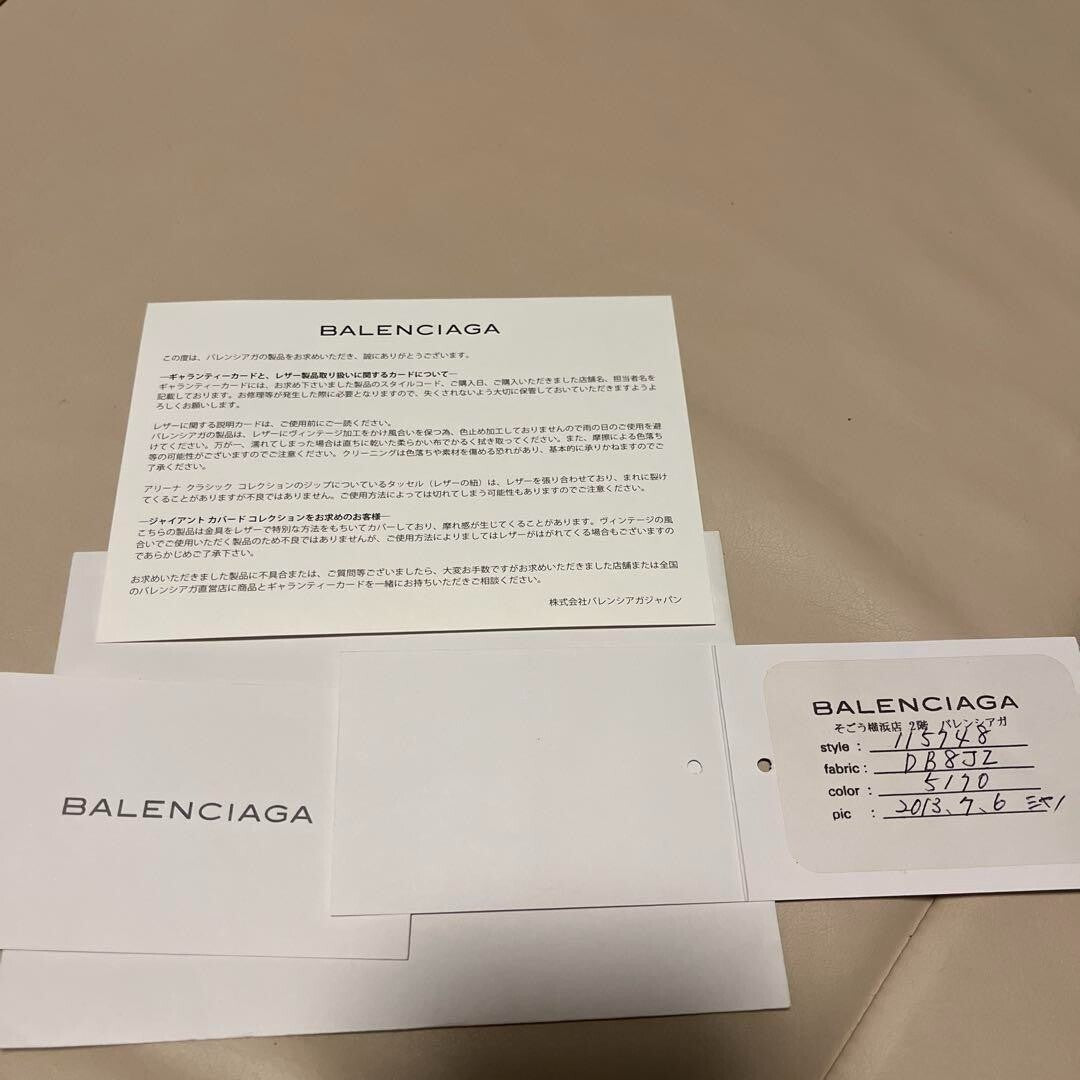 BALENCIAGA
この度は、バレンシアガの製品をお求めいただき、誠にありがとうございます。
―ギャランティーカードと、レザー製品取り扱いに関するカードについて―
ギャランティーカードには、お求め下さいました製品のスタイルコード、ご購入日、ご購入いただきました店舗名、担当者名を
記載しております。お修理等が発生した際に必要となりますので、失くされないよう大切に保管しておいていただきますようよ
ろしくお願いします。
レザーに関する説明カードは、ご使用前にご一読ください。
バレンシアガの製品は、レザーにヴィンテージ加工をかけ風合いを保つ為、色止め加工しておりませんので雨の日のご使用を避
けてください。万が一、濡れてしまった場合は直ちに乾いた柔らかい布でかるく拭き取ってください。また、摩擦による色落ち
等の可能性がございますのでご注意ください。クリーニングは色落ちや素材を傷める恐れがあり、基本的に承りかねますのでご
了承ください。
アリーナ クラシック コレクションのジップについているタッセル（レザーの紐）は、レザーを張り合わせており、まれに裂け
てくることがありますが不良ではありません。ご使用方法によっては切れてしまう可能性もありますのでご注意ください。
―ジャイアント カバード コレクションをお求めのお客様―
こちらの製品は金具をレザーで特別な方法をもちいてカバーしており、摩れ感が生じてくることがあります。ヴィンテージの風
合いでご使用いただく製品のため不良ではありませんが、ご使用方法によりましてはレザーがはがれてくる場合もございますの
であらかじめご了承下さい。
お求めいただきました製品に不具合または、ご質問等ございましたら、大変お手数ですがお求めいただきました店舗または全国
のバレンシアガ直営店に商品とギャランティーカードを一緒にお持ちいただきご相談ください。
株式会社バレンシアガジャパン
BALENCIAGA
BALENCIAGA
そごう横浜店 2階 バレンシアガ
style : 115748
fabric: DB8JZ
color : 5170
pic : 2013、7、6